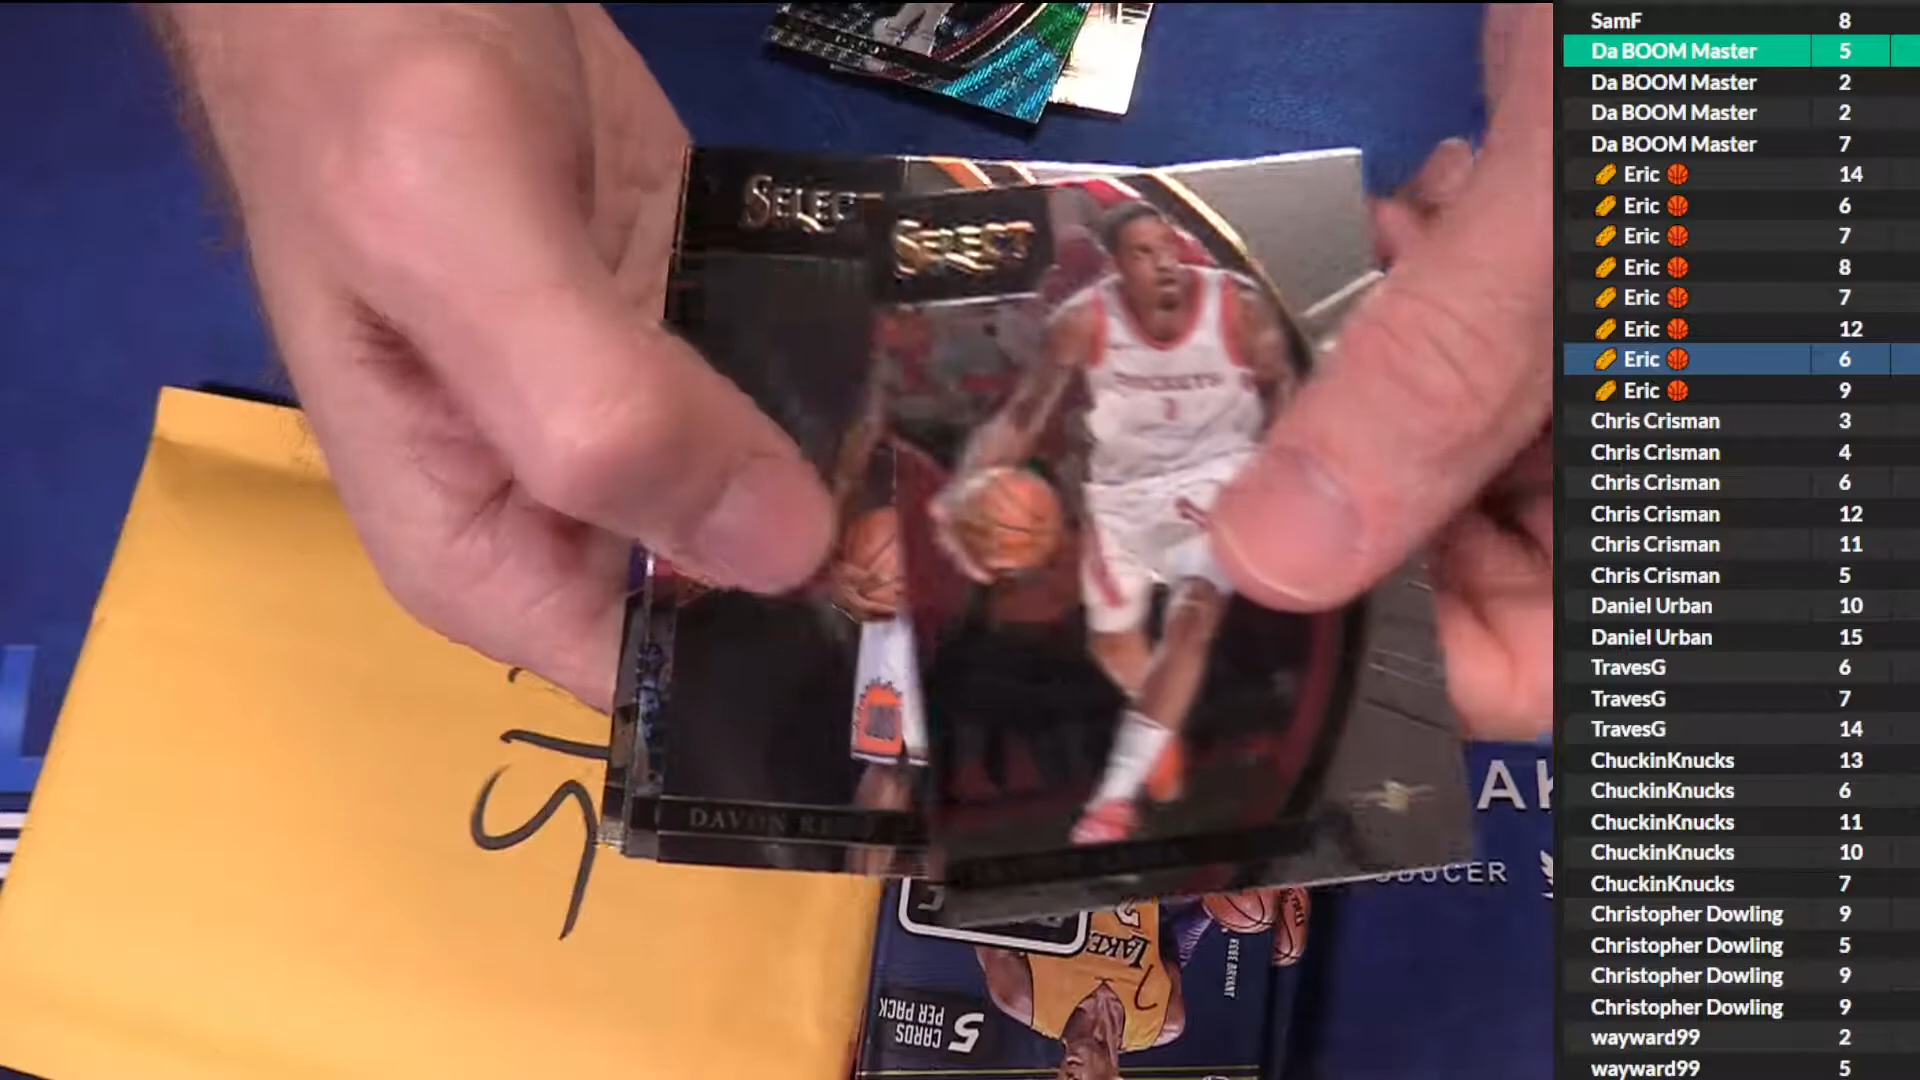 SELECT
SELECT
ROCKETS
DAVON RE
SUNS
LAKE
KOBE BRYANT
5 CARDS
PER PACK
SamF 8
Da BOOM Master 5
Da BOOM Master 2
Da BOOM Master 2
Da BOOM Master 7
Eric 14
Eric 6
Eric 7
Eric 8
Eric 7
Eric 12
Eric 6
Eric 9
Chris Crisman 3
Chris Crisman 4
Chris Crisman 6
Chris Crisman 12
Chris Crisman 11
Chris Crisman 5
Daniel Urban 10
Daniel Urban 15
TravesG 6
TravesG 7
TravesG 14
ChuckinKnucks 13
ChuckinKnucks 6
ChuckinKnucks 11
ChuckinKnucks 10
ChuckinKnucks 7
Christopher Dowling 9
Christopher Dowling 5
Christopher Dowling 9
Christopher Dowling 9
wayward99 2
wayward99 5